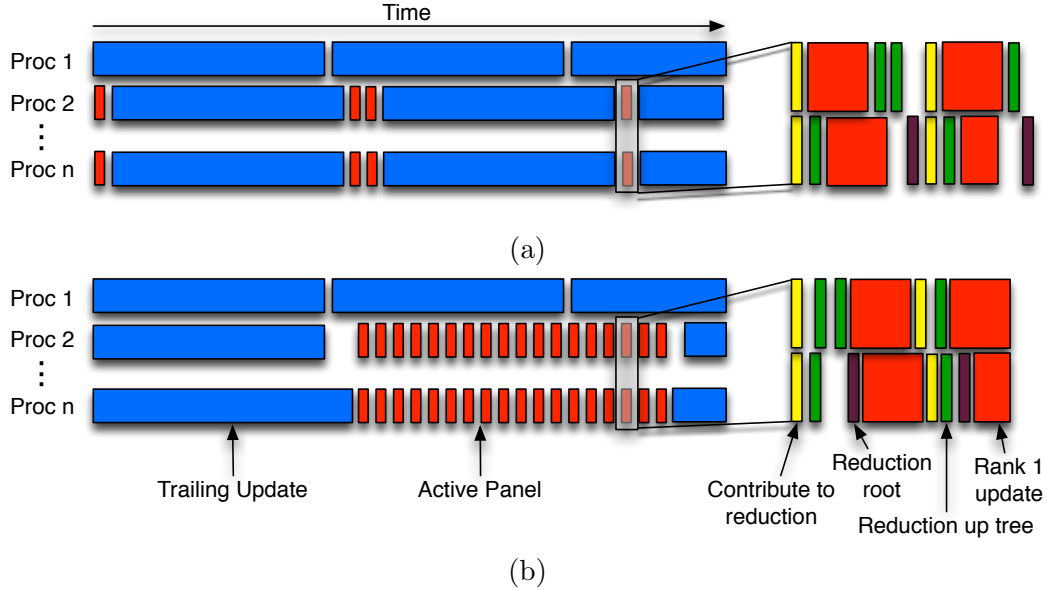 Time
Proc 1
Proc 2
Proc n
(a)
Proc 1
Proc 2
Proc n
Trailing Update
Active Panel
Contribute to
reduction
Reduction
root
Reduction up tree
Rank 1
update
(b)